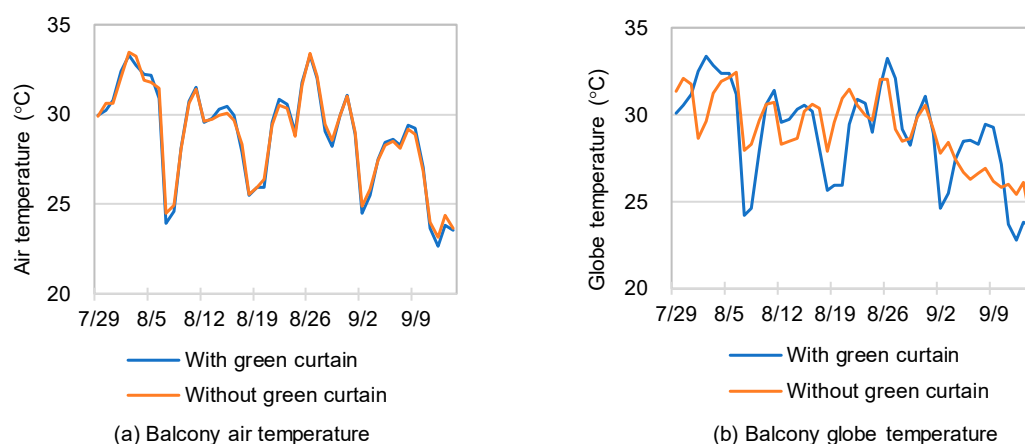 35
30
25
20
Air temperature (°C)
7/29 8/5 8/12 8/19 8/26 9/2 9/9
With green curtain
Without green curtain
(a) Balcony air temperature
35
30
25
20
Globe temperature (°C)
7/29 8/5 8/12 8/19 8/26 9/2 9/9
With green curtain
Without green curtain
(b) Balcony globe temperature